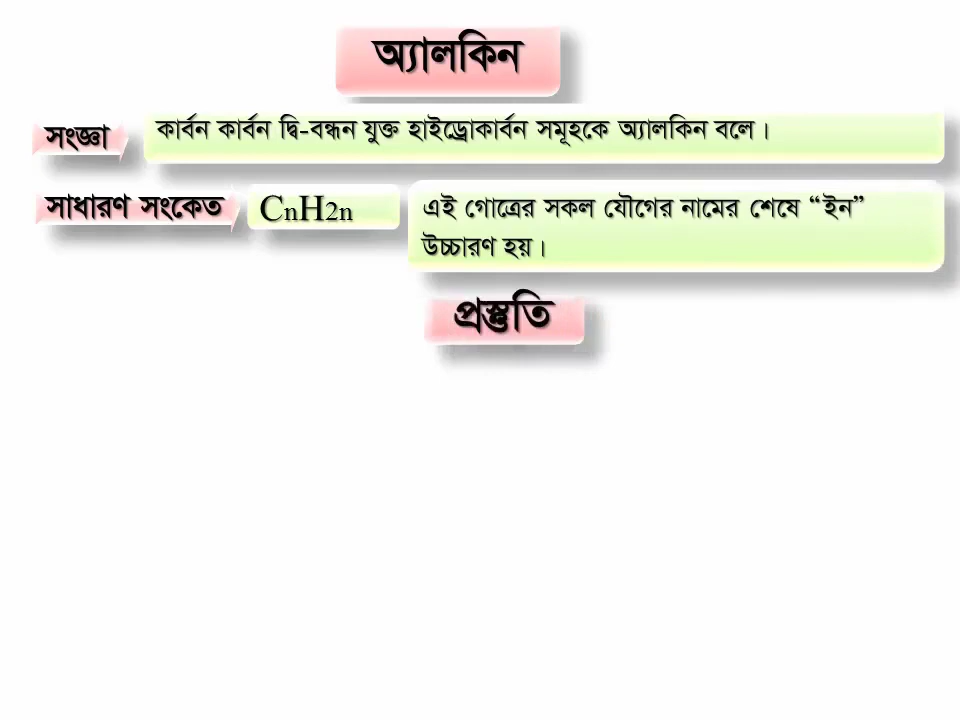 অ্যালকিন
সংজ্ঞা
কার্বন কার্বন দ্বি-বন্ধন যুক্ত হাইড্রোকার্বন সমূহকে অ্যালকিন বলে।
সাধারণ সংকেত
CnH2n
এই গোত্রের সকল যৌগের নামের শেষে “ইন”
উচ্চারণ হয়।
প্রস্তুতি